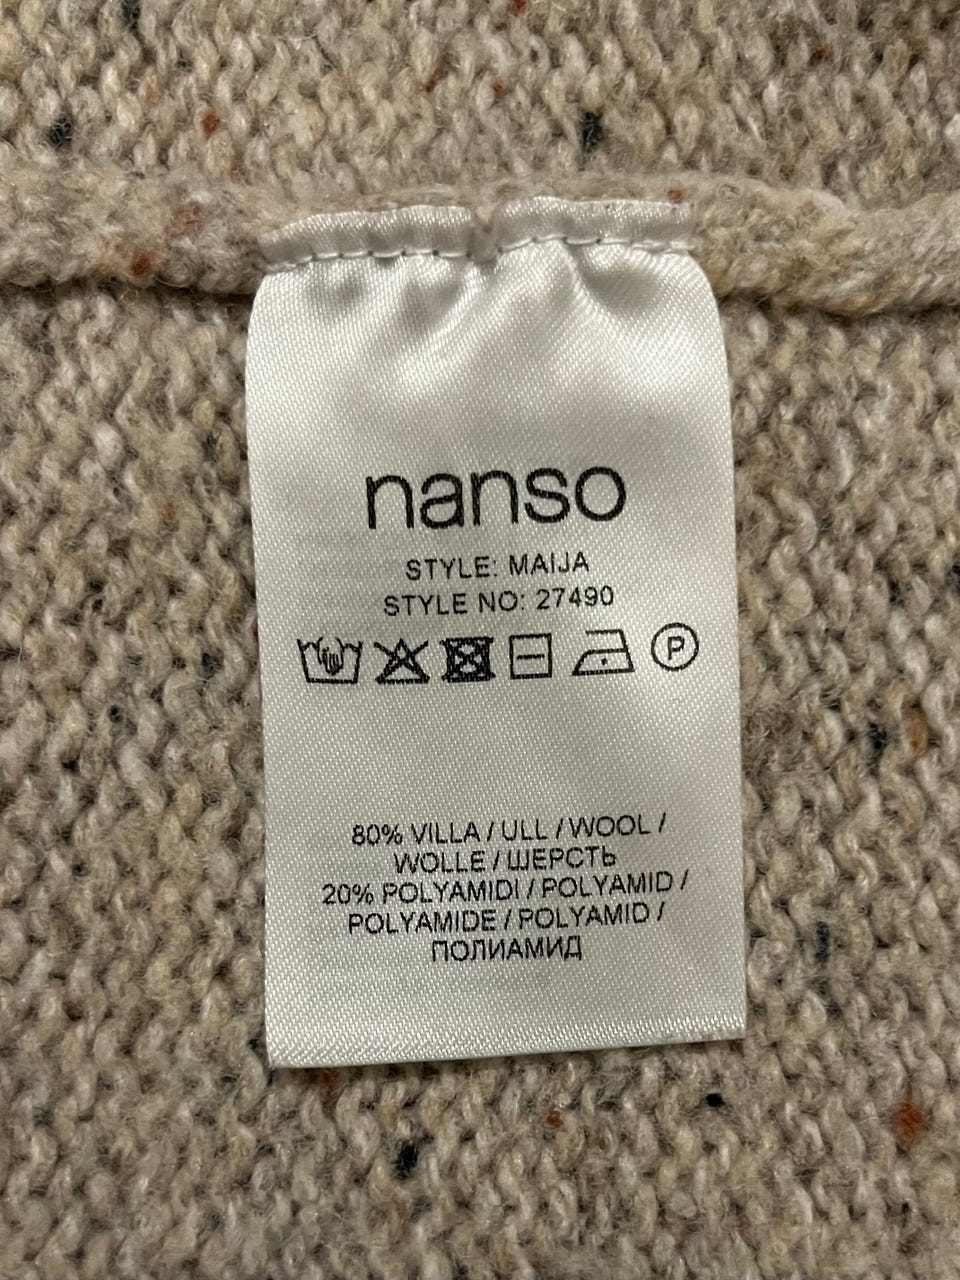 nanso
STYLE: MAIJA
STYLE NO: 27490
P
80% VILLA / ULL / WOOL /
WOLLE / ШЕРСТЬ
20% POLYAMIDI / POLYAMID /
POLYAMIDE / POLYAMID /
ПОЛИАМИД